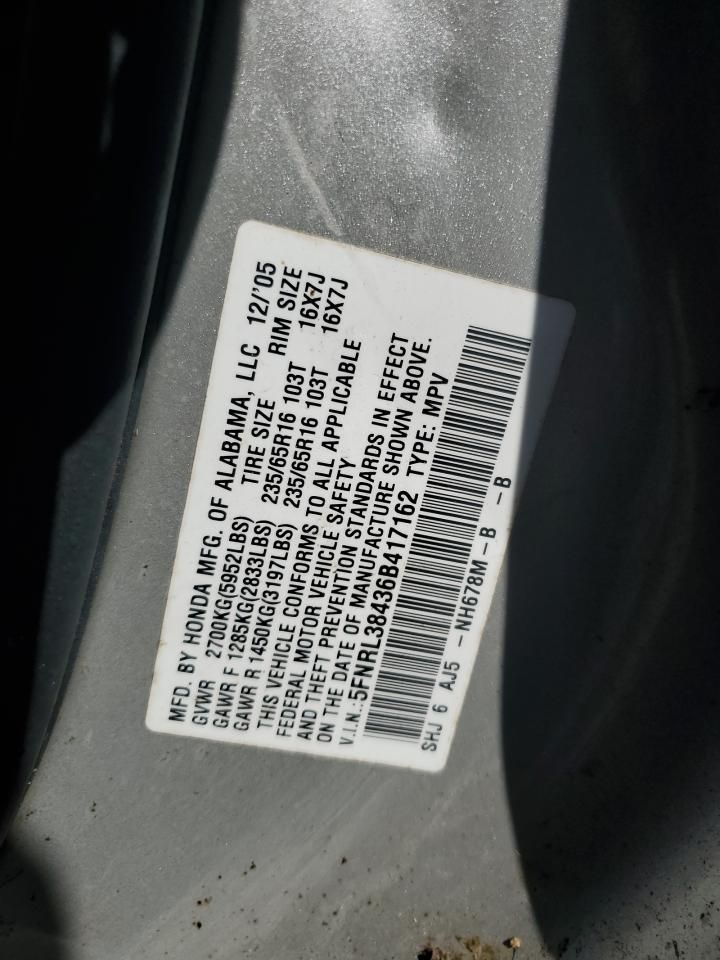 MFD. BY HONDA MFG. OF ALABAMA, LLC 12/'05
GVWR 2700KG(5952LBS) TIRE SIZE RIM SIZE
GAWR F 1285KG(2833LBS) 235/65R16 103T 16X7J
GAWR R 1450KG(3197LBS) 235/65R16 103T 16X7J
THIS VEHICLE CONFORMS TO ALL APPLICABLE
FEDERAL MOTOR VEHICLE SAFETY
AND THEFT PREVENTION STANDARDS IN EFFECT
ON THE DATE OF MANUFACTURE SHOWN ABOVE.
V.I.N.:5FNRL38436B417162 TYPE: MPV
SHJ 6 AJ5 -NH678M-B -B